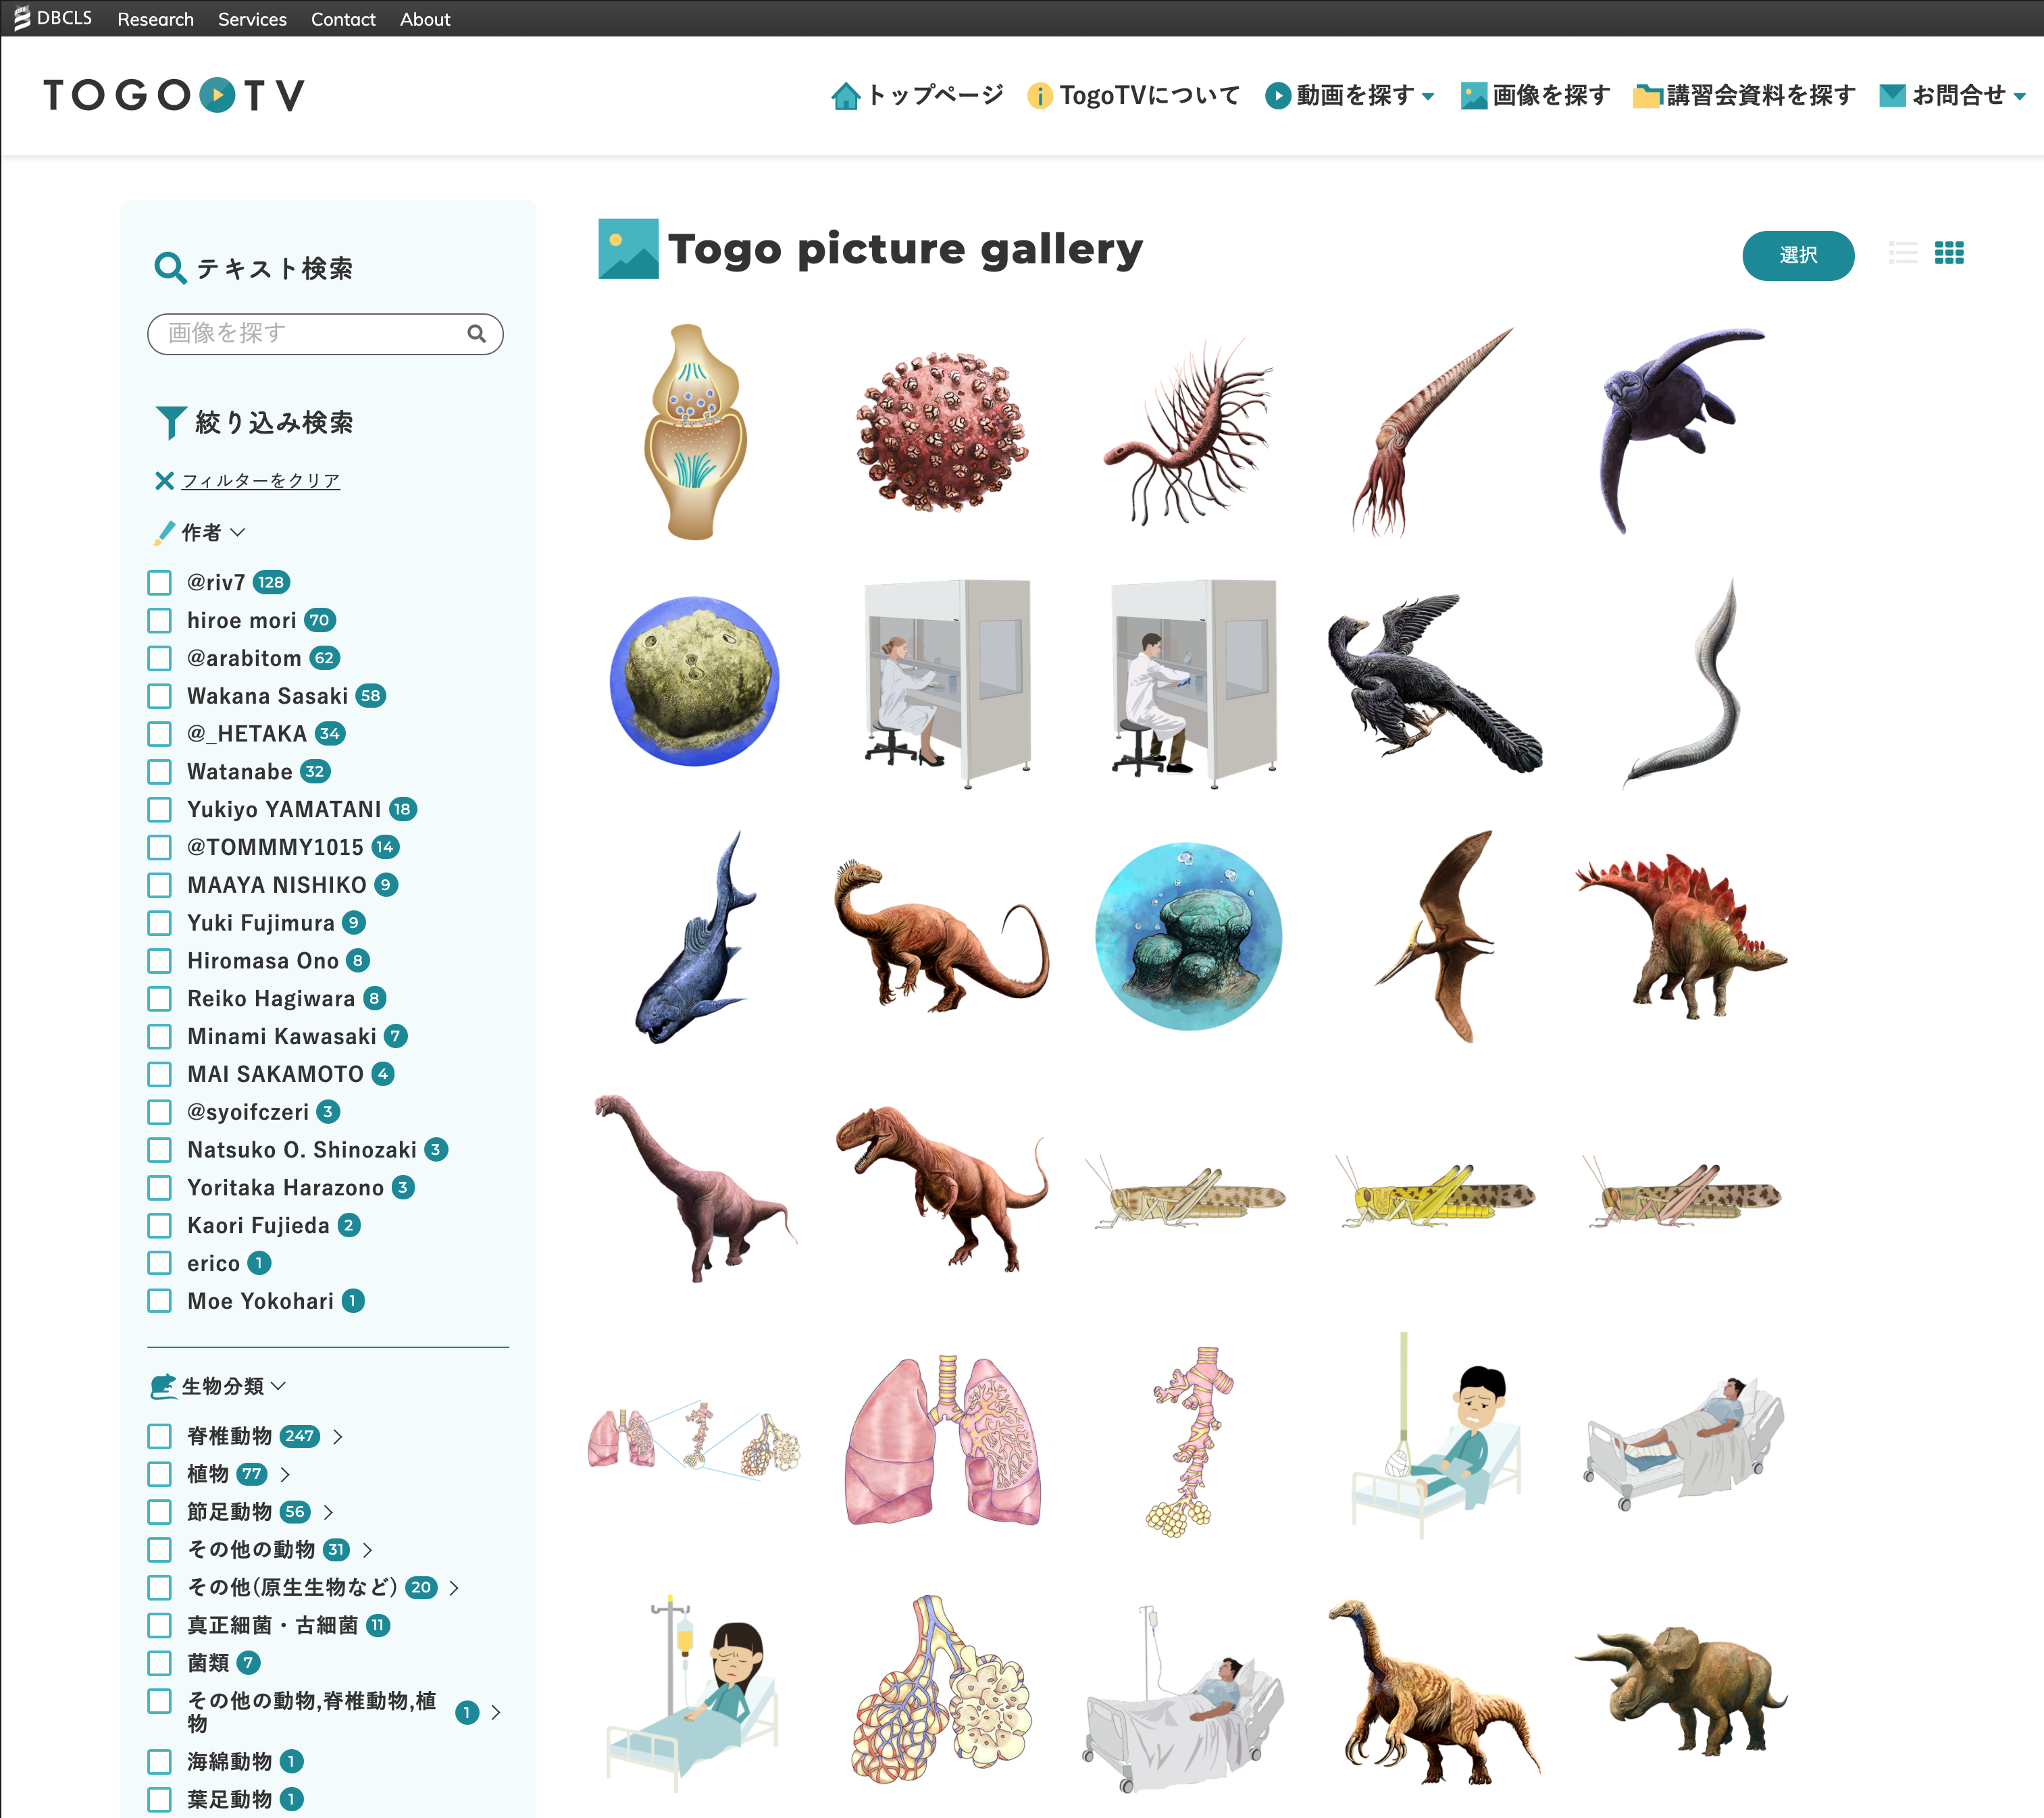 DBCLS Research Services Contact About
TOGOTV
トップページ TogoTVについて 動画を探す 画像を探す 講習会資料を探す お問合せ
テキスト検索
画像を探す
絞り込み検索
フィルターをクリア
作者
@riv7 128
hiroe mori 70
@arabitom 62
Wakana Sasaki 58
@_HETAKA 34
Watanabe 32
Yukiyo YAMATANI 18
@TOMMMY1015 14
MAAYA NISHIKO 9
Yuki Fujimura 9
Hiromasa Ono 8
Reiko Hagiwara 8
Minami Kawasaki 7
MAI SAKAMOTO 4
@syoifczeri 3
Natsuko O. Shinozaki 3
Yoritaka Harazono 3
Kaori Fujieda 2
erico 1
Moe Yokohari 1
生物分類
脊椎動物 247
植物 77
節足動物 56
その他の動物 31
その他(原生生物など) 20
真正細菌・古細菌 11
菌類 7
その他の動物,脊椎動物,植
物 1
海綿動物 1
葉足動物 1
Togo picture gallery
選択